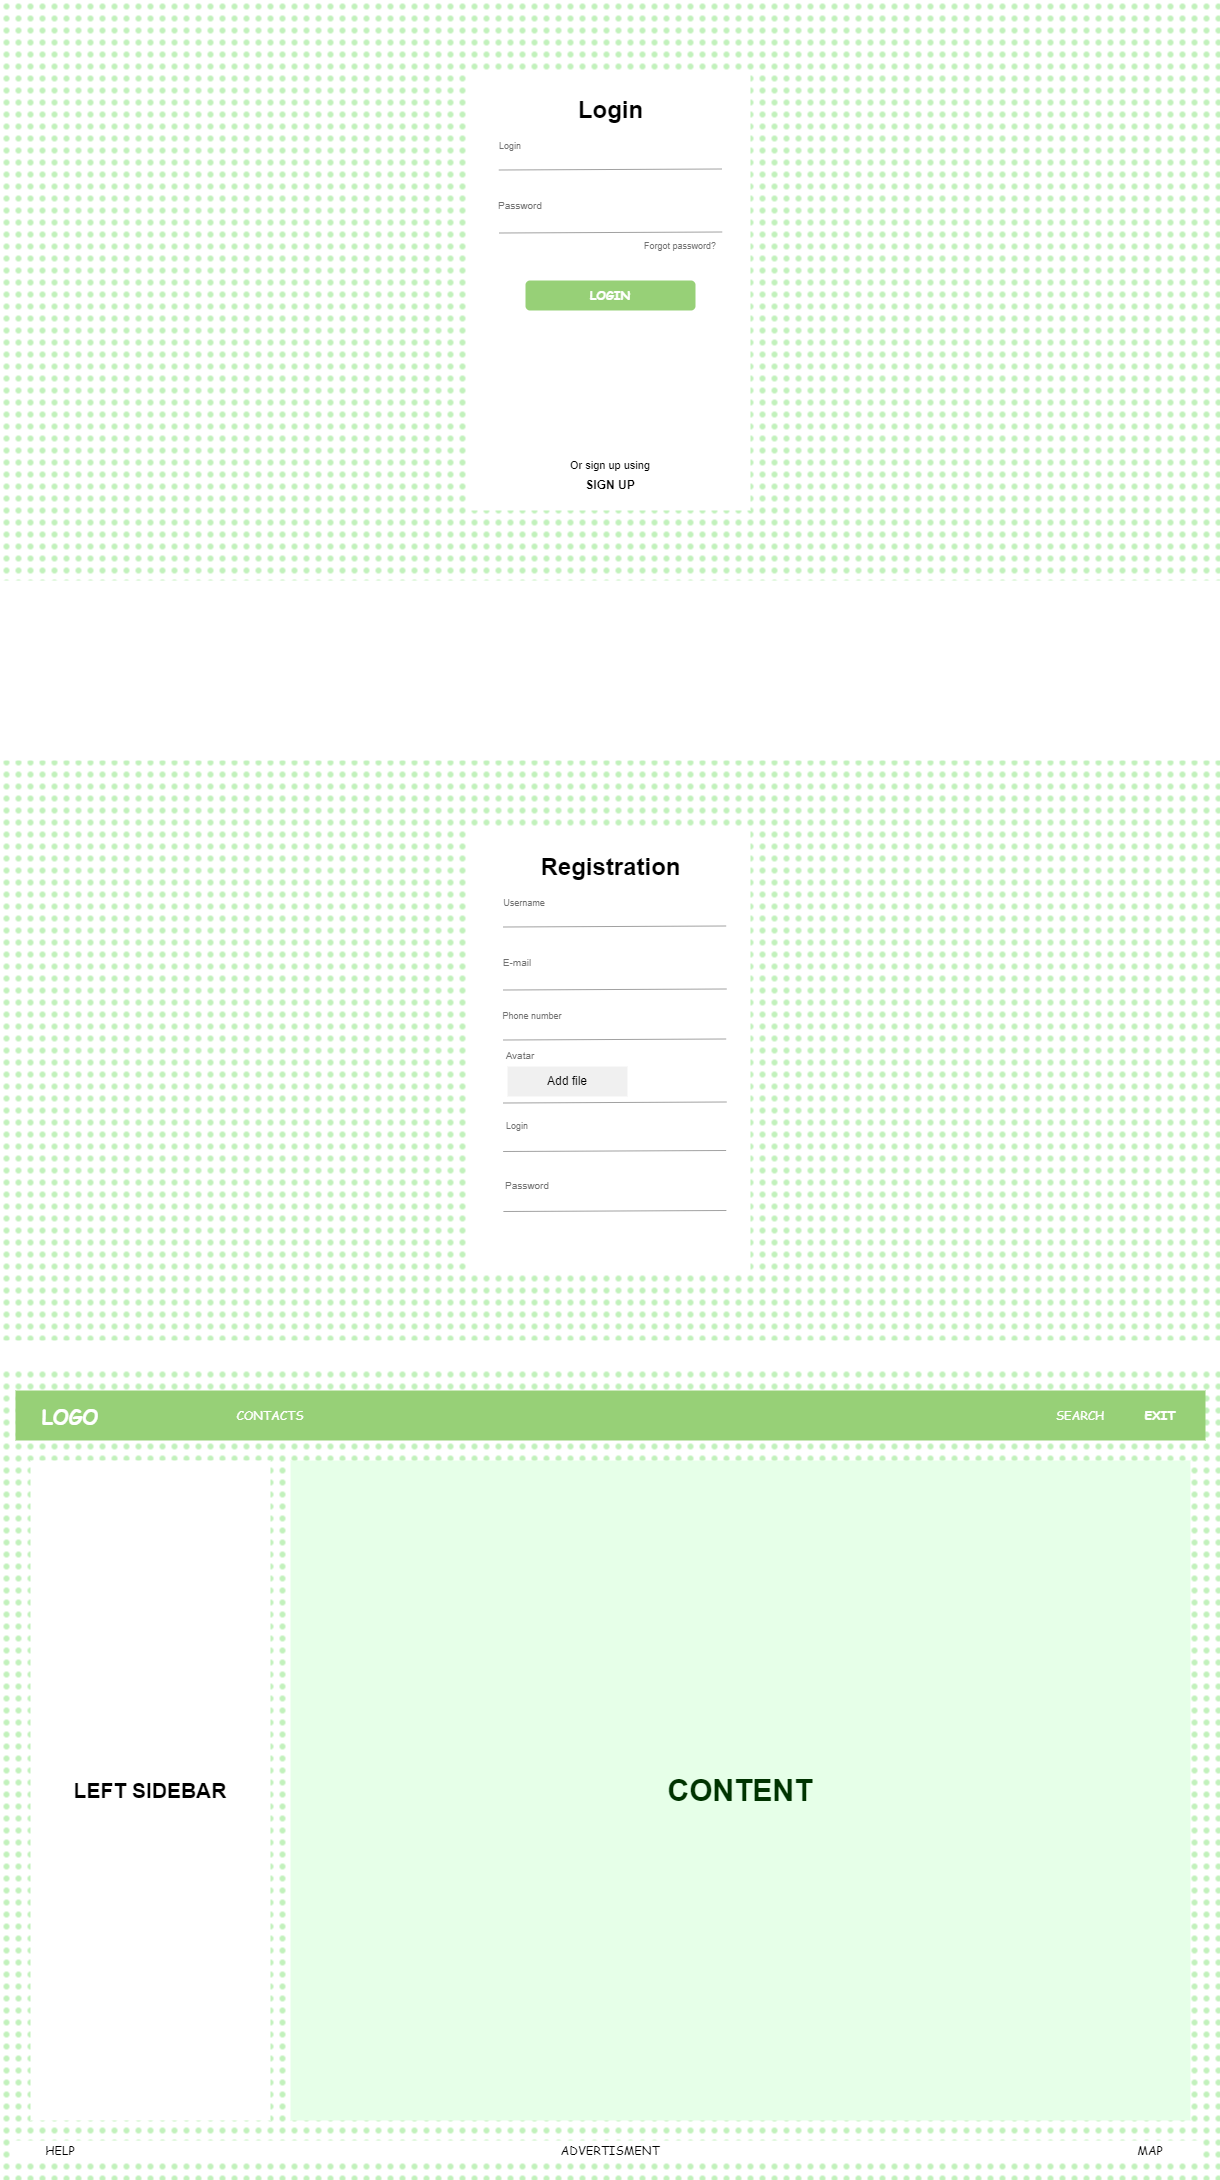 Login
Login
Password
Forgot password?
LOGIN
Or sign up using
SIGN UP
Registration
Username
E-mail
Phone number
Avatar
Add file
Login
Password
LOGO CONTACTS SEARCH EXIT
LEFT SIDEBAR
CONTENT
HELP ADVERTISMENT MAP